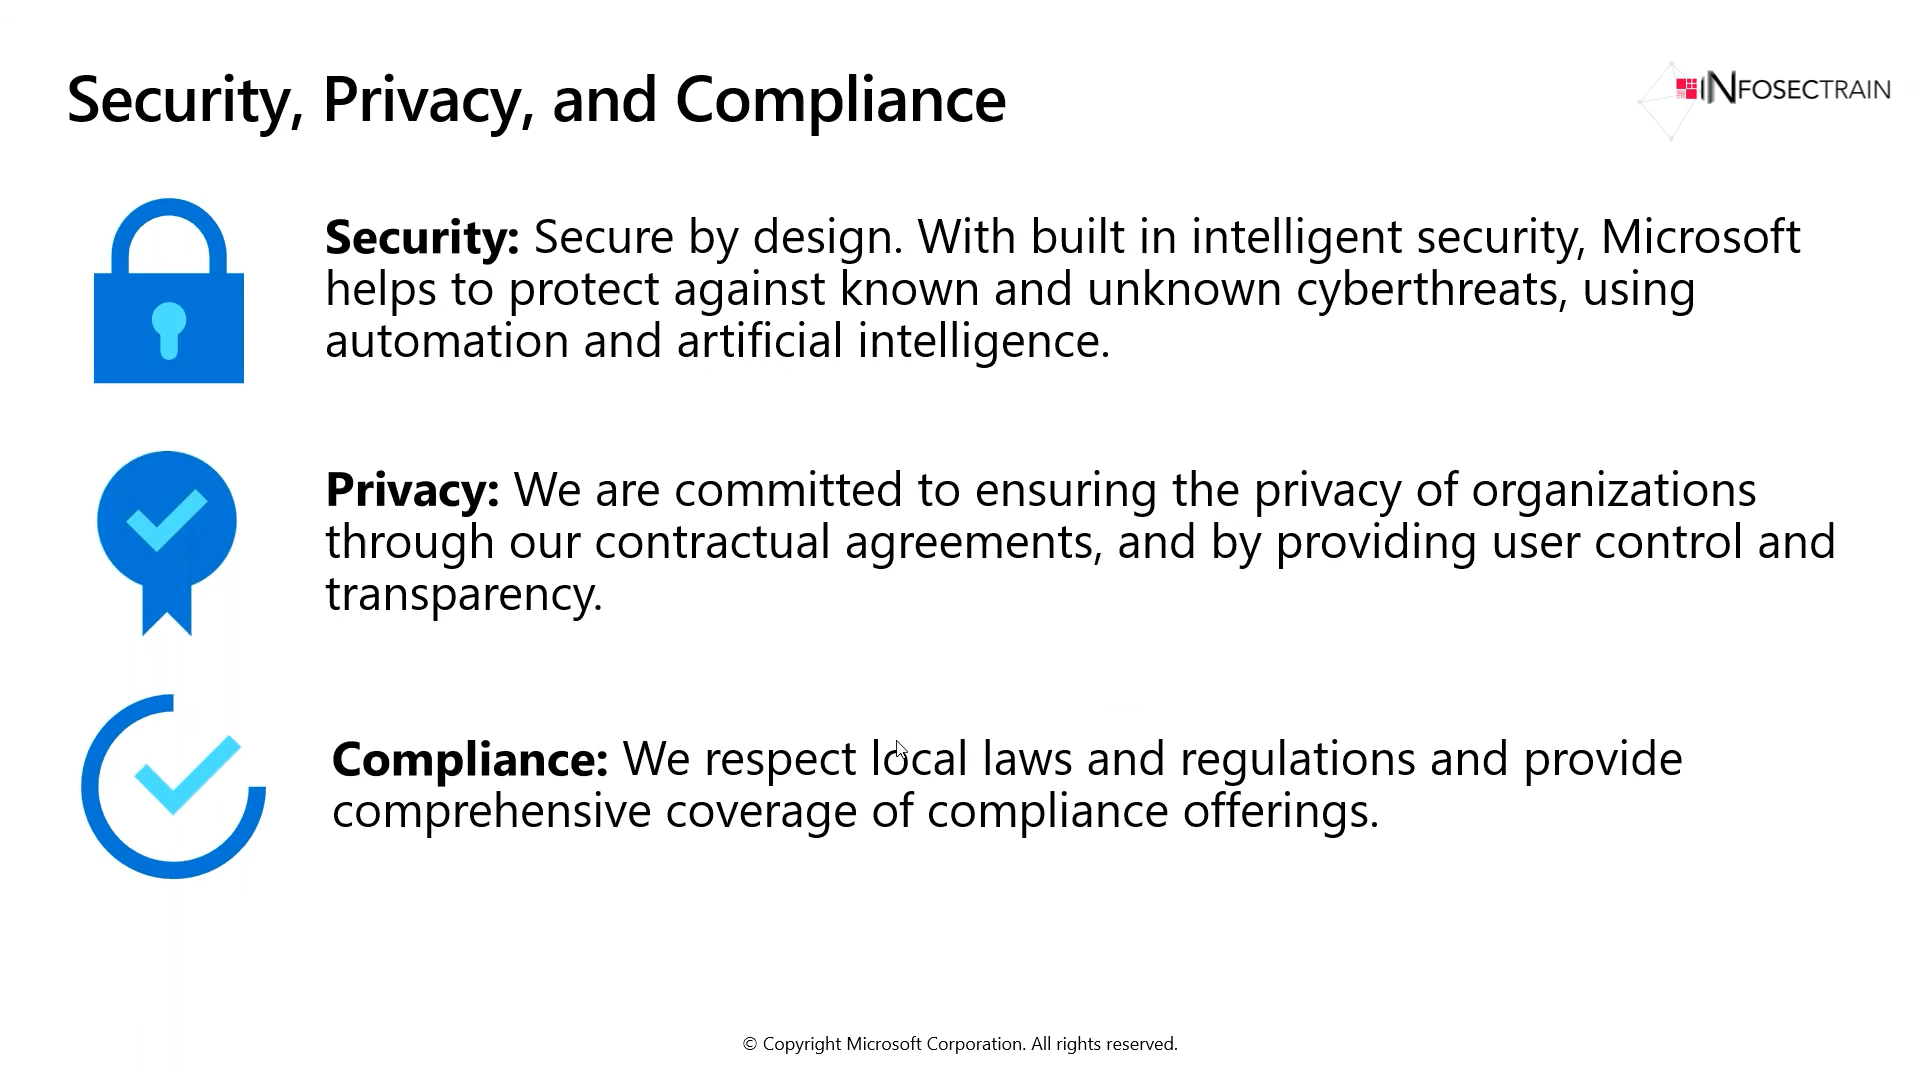 Security, Privacy, and Compliance
INFOSECTRAIN
Security: Secure by design. With built in intelligent security, Microsoft
helps to protect against known and unknown cyberthreats, using
automation and artificial intelligence.
Privacy: We are committed to ensuring the privacy of organizations
through our contractual agreements, and by providing user control and
transparency.
Compliance: We respect local laws and regulations and provide
comprehensive coverage of compliance offerings.
© Copyright Microsoft Corporation. All rights reserved.